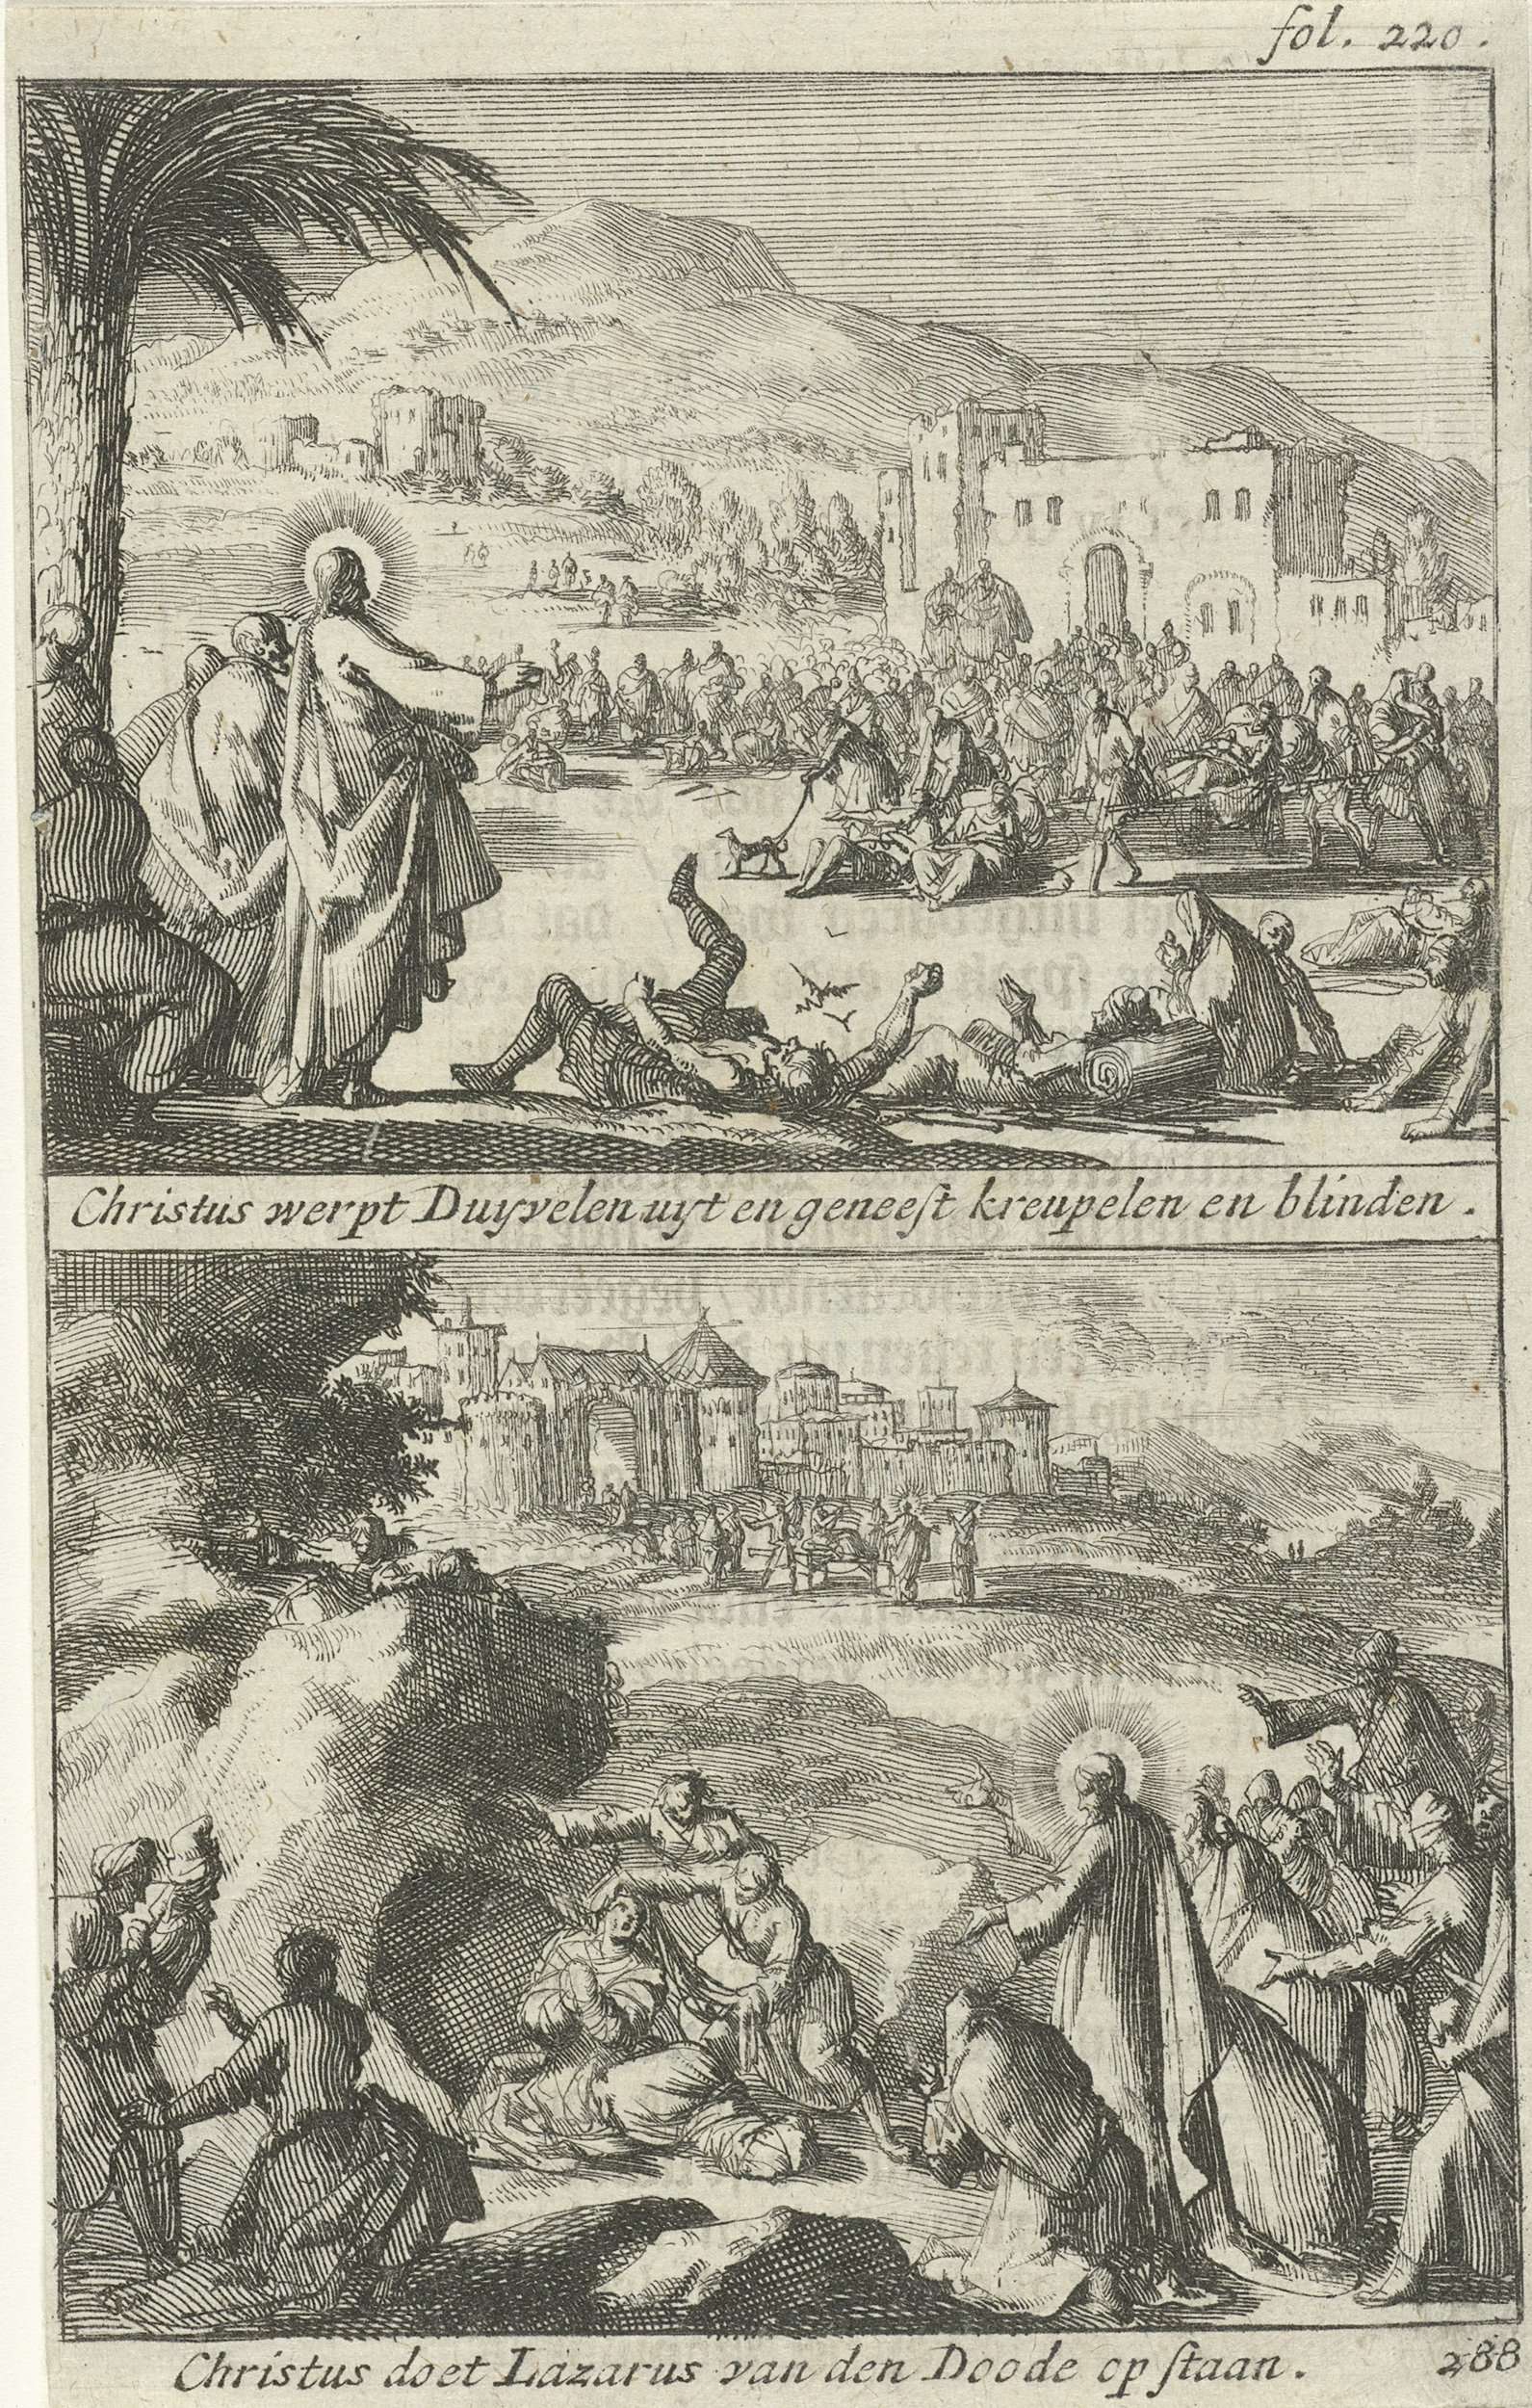 fol. 220.
Christus werpt Duyvelen uyt en geneeſt kreupelen en blinden.
Christus doet Lazarus van den Doode op ſtaan.
288